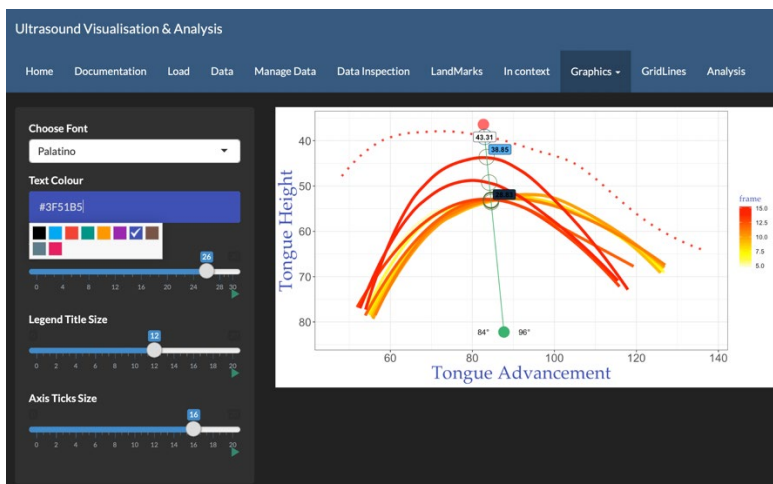 Ultrasound Visualisation & Analysis
Home Documentation Load Data Manage Data Data Inspection LandMarks In context Graphics GridLines Analysis
Choose Font
Palatino
Text Colour
#3F51B5
26
0 4 8 12 16 20 24 28 30
Legend Title Size
12
0 2 4 6 8 10 12 14 16 18 20
Axis Ticks Size
16
0 2 4 6 8 10 12 14 16 18 20
Tongue Height
40
50
60
70
80
43.31
38.85
84° 96°
60 80 100 120 140
Tongue Advancement
frame
15.0
12.5
10.0
7.5
5.0